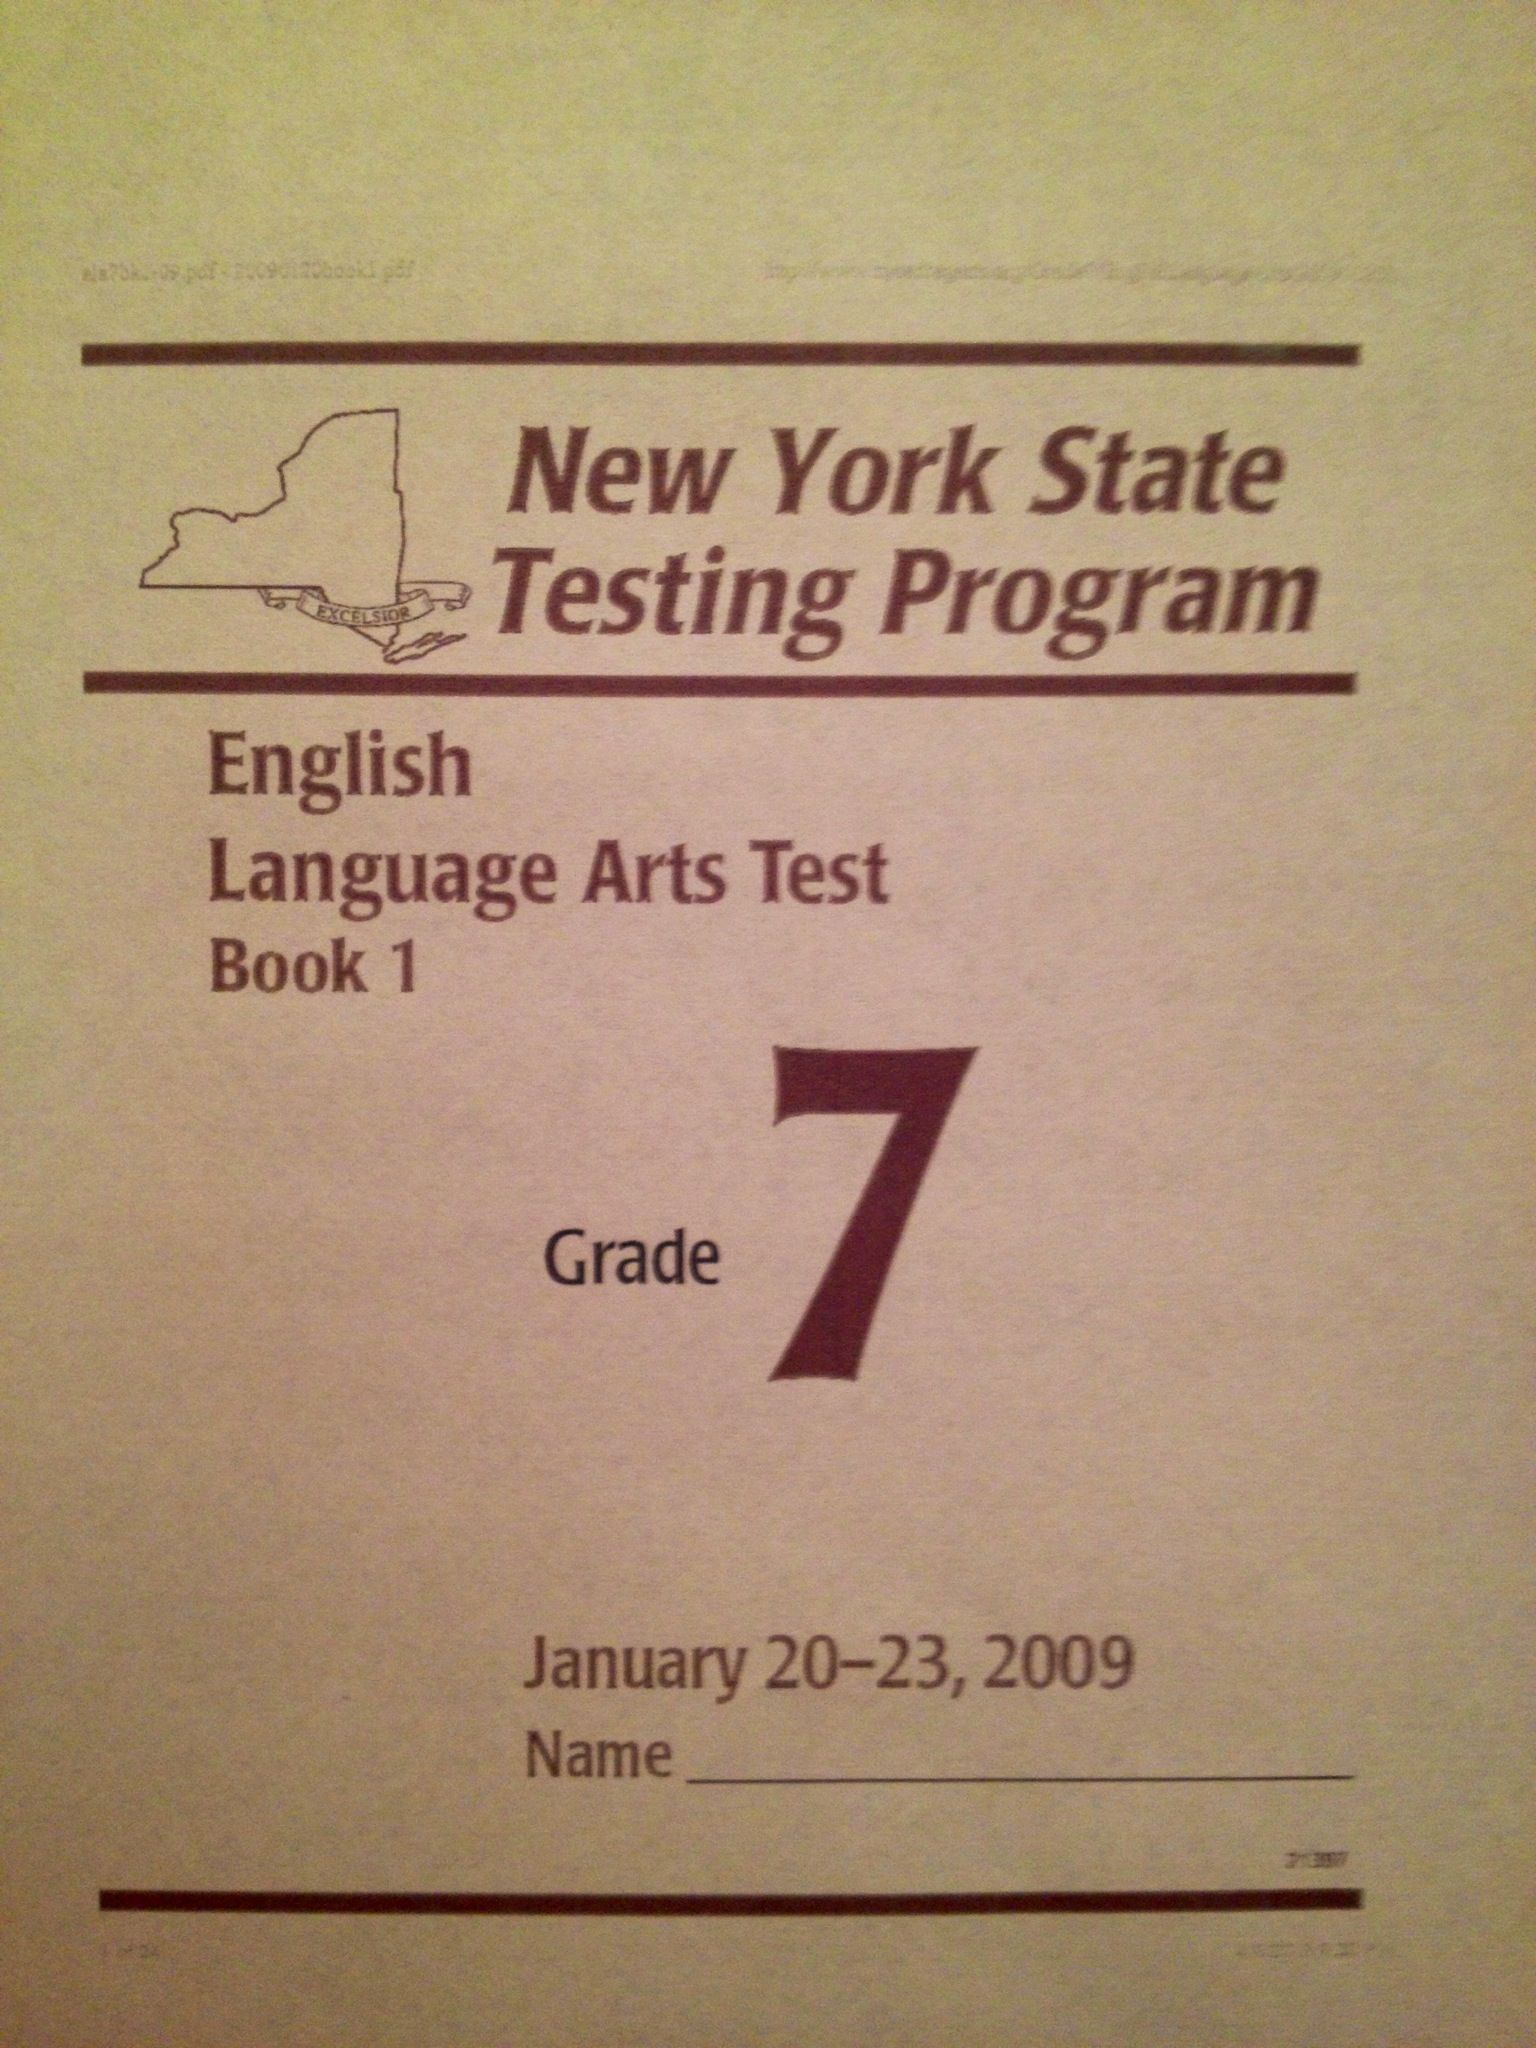 New York State
Testing Program
EXCELSIOR
English
Language Arts Test
Book 1
Grade 7
January 20–23, 2009
Name